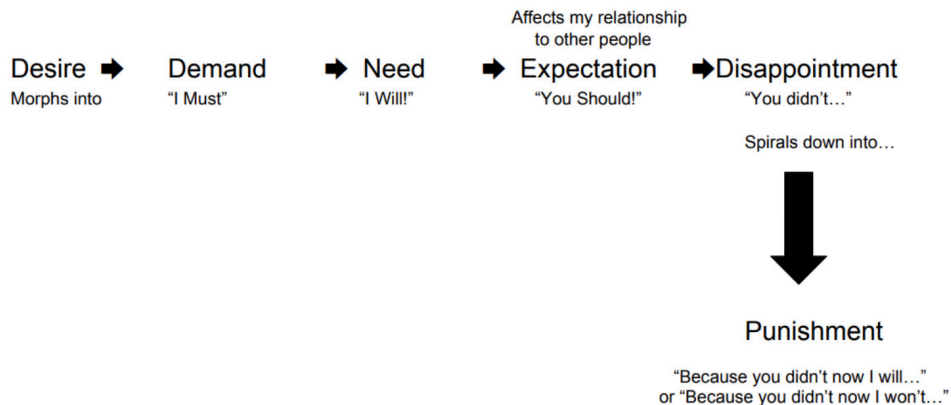 Affects my relationship
to other people
Desire ➡ Demand ➡ Need ➡ Expectation ➡Disappointment
Morphs into “I Must” “I Will!” “You Should!” “You didn’t…”
Spirals down into…
Punishment
“Because you didn’t now I will…”
or “Because you didn’t now I won’t…”